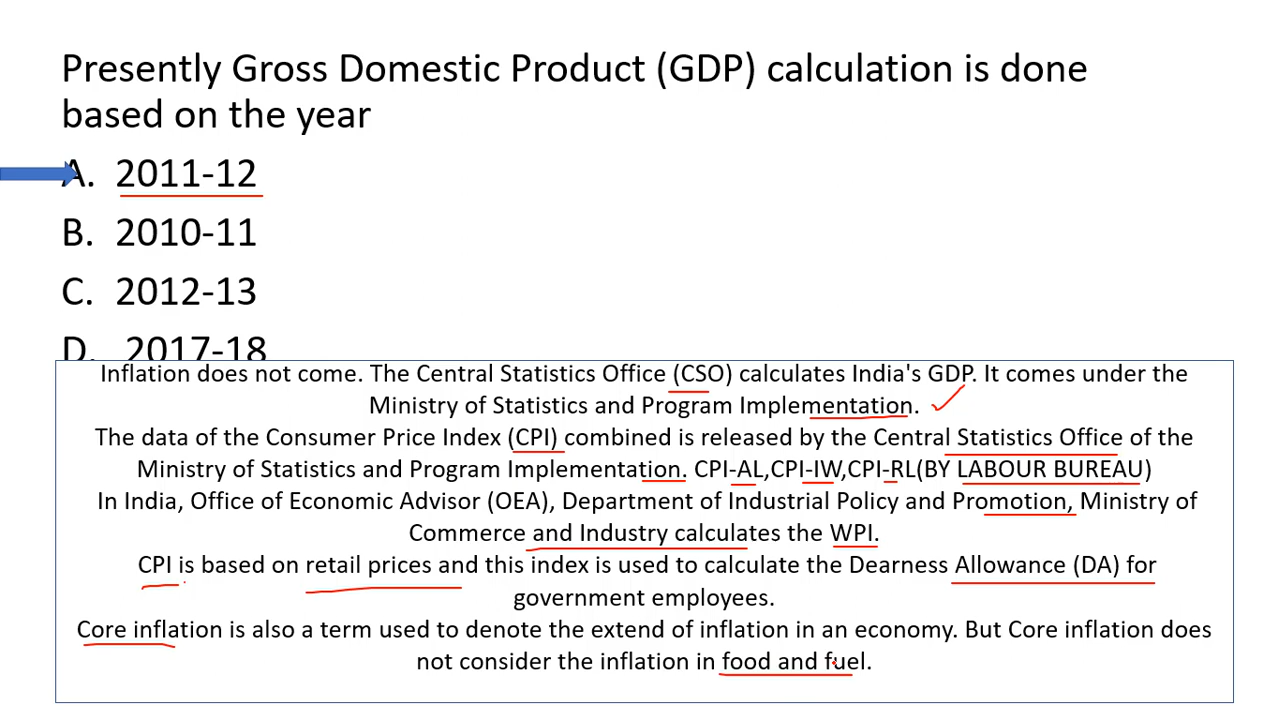 Presently Gross Domestic Product (GDP) calculation is done
based on the year
A. 2011-12
B. 2010-11
C. 2012-13
D. 2017-18
Inflation does not come. The Central Statistics Office (CSO) calculates India's GDP. It comes under the
Ministry of Statistics and Program Implementation.
The data of the Consumer Price Index (CPI) combined is released by the Central Statistics Office of the
Ministry of Statistics and Program Implementation. CPI-AL,CPI-IW,CPI-RL(BY LABOUR BUREAU)
In India, Office of Economic Advisor (OEA), Department of Industrial Policy and Promotion, Ministry of
Commerce and Industry calculates the WPI.
CPI is based on retail prices and this index is used to calculate the Dearness Allowance (DA) for
government employees.
Core inflation is also a term used to denote the extend of inflation in an economy. But Core inflation does
not consider the inflation in food and fuel.